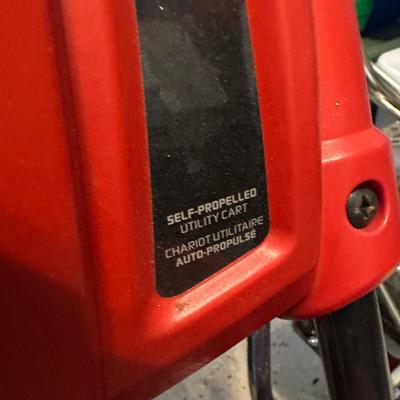 SELF-PROPELLED
UTILITY CART
CHARIOT UTILITAIRE
AUTO-PROPULSÉ